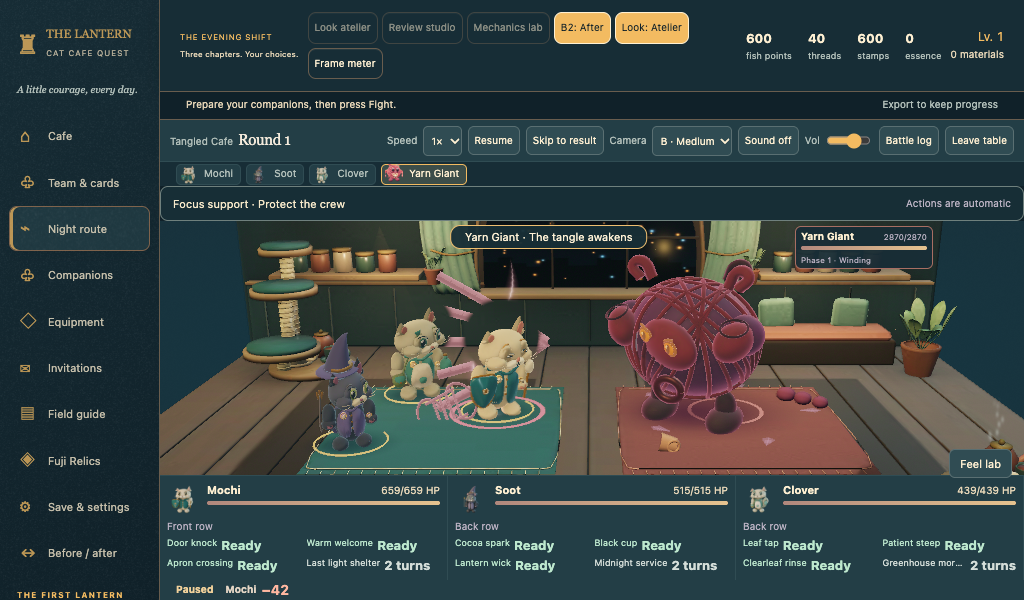 THE LANTERN
CAT CAFE QUEST
A little courage, every day.
Cafe
Team & cards
Night route
Companions
Equipment
Invitations
Field guide
Fuji Relics
Save & settings
Before / after
THE FIRST LANTERN
THE EVENING SHIFT
Three chapters. Your choices.
Look atelier
Review studio
Mechanics lab
B2: After
Look: Atelier
Frame meter
600 fish points
40 threads
600 stamps
0 essence
Lv. 1
0 materials
Prepare your companions, then press Fight.
Export to keep progress
Tangled Cafe Round 1
Speed 1x
Resume
Skip to result
Camera B · Medium
Sound off
Vol
Battle log
Leave table
Mochi
Soot
Clover
Yarn Giant
Focus support · Protect the crew
Actions are automatic
Yarn Giant · The tangle awakens
Yarn Giant 2870/2870
Phase 1 · Winding
Feel lab
Mochi 659/659 HP
Front row
Door knock Ready
Warm welcome Ready
Apron crossing Ready
Last light shelter 2 turns
Soot 515/515 HP
Back row
Cocoa spark Ready
Black cup Ready
Lantern wick Ready
Midnight service 2 turns
Clover 439/439 HP
Back row
Leaf tap Ready
Patient steep Ready
Clearleaf rinse Ready
Greenhouse mor... 2 turns
Paused Mochi −42